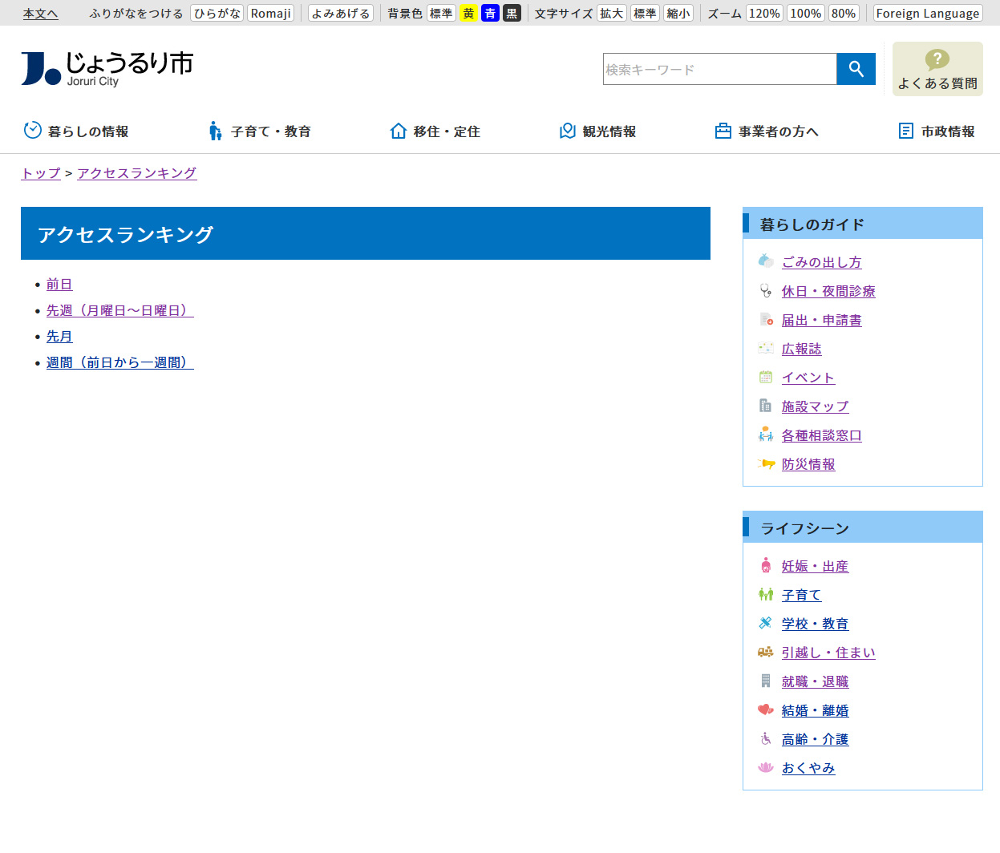 本文へ ふりがなをつける ひらがな Romaji よみあげる 背景色 標準 黄 青 黒 文字サイズ 拡大 標準 縮小 ズーム 120% 100% 80% Foreign Language
じょうるり市
Joruri City
検索キーワード
?
よくある質問
暮らしの情報 子育て・教育 移住・定住 観光情報 事業者の方へ 市政情報
トップ > アクセスランキング
アクセスランキング
前日
先週（月曜日～日曜日）
先月
週間（前日から一週間）
暮らしのガイド
ごみの出し方
休日・夜間診療
届出・申請書
広報誌
イベント
施設マップ
各種相談窓口
防災情報
ライフシーン
妊娠・出産
子育て
学校・教育
引越し・住まい
就職・退職
結婚・離婚
高齢・介護
おくやみ